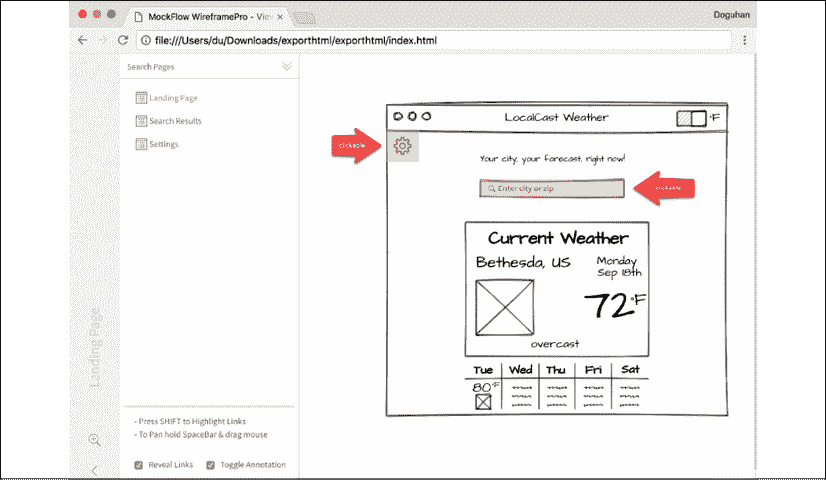 MockFlow WireframePro - Vie
Doguhan
file:///Users/du/Downloads/exporthtml/exporthtml/index.html
Search Pages
Landing Page
Search Results
Settings
Landing Page
- Press SHIFT to Highlight Links
- To Pan hold SpaceBar & drag mouse
Reveal Links
Toggle Annotation
LocalCast Weather
°F
clickable
Your city, your forecast, right now!
Enter city or zip
clickable
Current Weather
Bethesda, US
Monday
Sep 18th
72°F
overcast
Tue Wed Thu Fri Sat
80°F